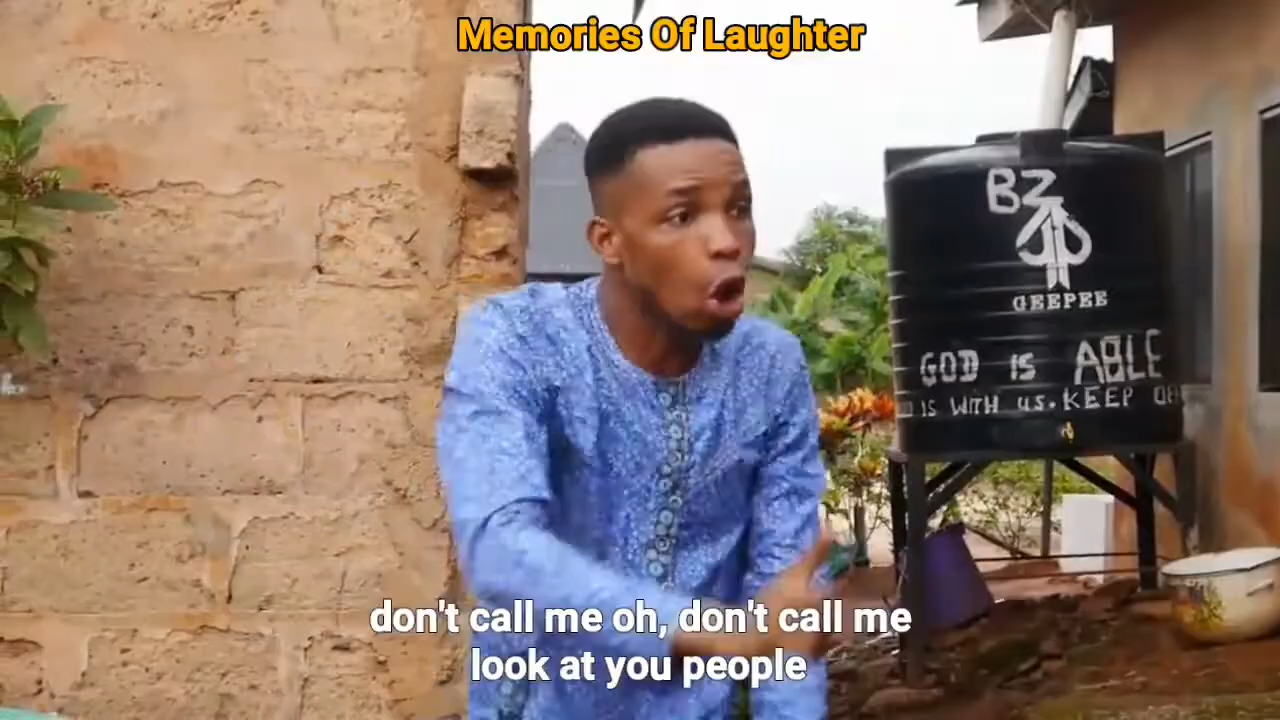 Memories Of Laughter
BZ
GEEPEE
GOD IS ABLE
IS WITH US. KEEP
don't call me oh, don't call me
look at you people